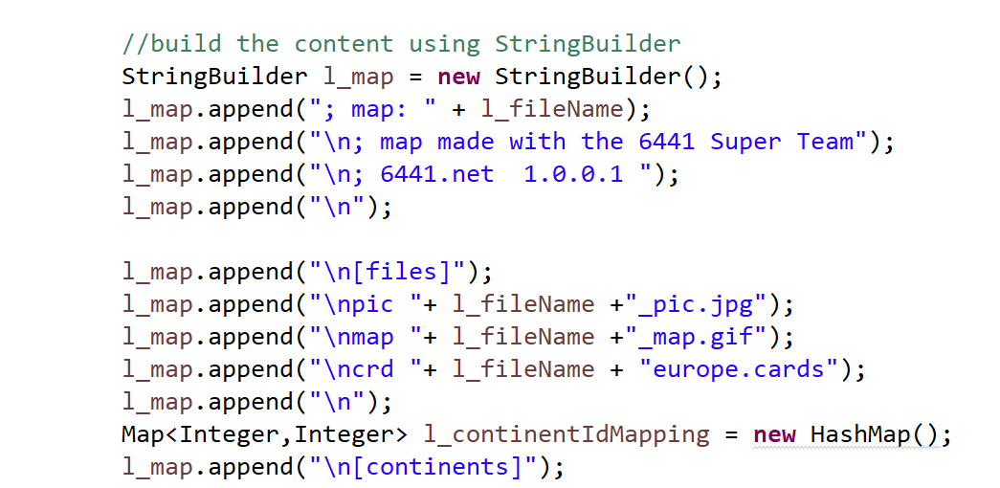 //build the content using StringBuilder
StringBuilder l_map = new StringBuilder();
l_map.append("; map: " + l_fileName);
l_map.append("\n; map made with the 6441 Super Team");
l_map.append("\n; 6441.net  1.0.0.1 ");
l_map.append("\n");
l_map.append("\n[files]");
l_map.append("\npic "+ l_fileName +"_pic.jpg");
l_map.append("\nmap "+ l_fileName +"_map.gif");
l_map.append("\ncrd "+ l_fileName + "europe.cards");
l_map.append("\n");
Map<Integer,Integer> l_continentIdMapping = new HashMap();
l_map.append("\n[continents]");